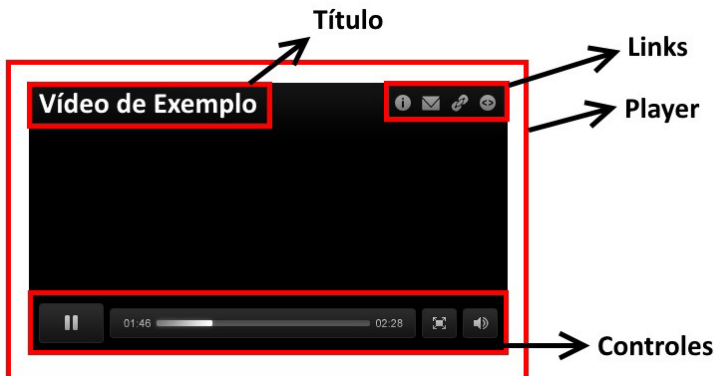 Título
Links
Vídeo de Exemplo
Player
01:46
02:28
Controles